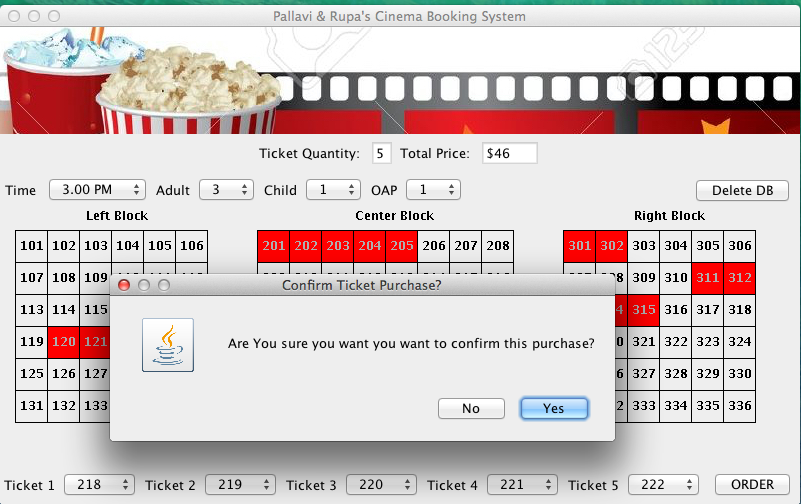 Pallavi & Rupa's Cinema Booking System
Ticket Quantity: 5 Total Price: $46
Time 3.00 PM Adult 3 Child 1 OAP 1 Delete DB
Left Block Center Block Right Block
101 102 103 104 105 106 201 202 203 204 205 206 207 208 301 302 303 304 305 306
107 108 109 309 310 311 312
Confirm Ticket Purchase?
113 114 115 315 316 317 318
119 120 121 Are You sure you want you want to confirm this purchase? 321 322 323 324
125 126 127 327 328 329 330
No Yes
131 132 133 333 334 335 336
Ticket 1 218 Ticket 2 219 Ticket 3 220 Ticket 4 221 Ticket 5 222 ORDER